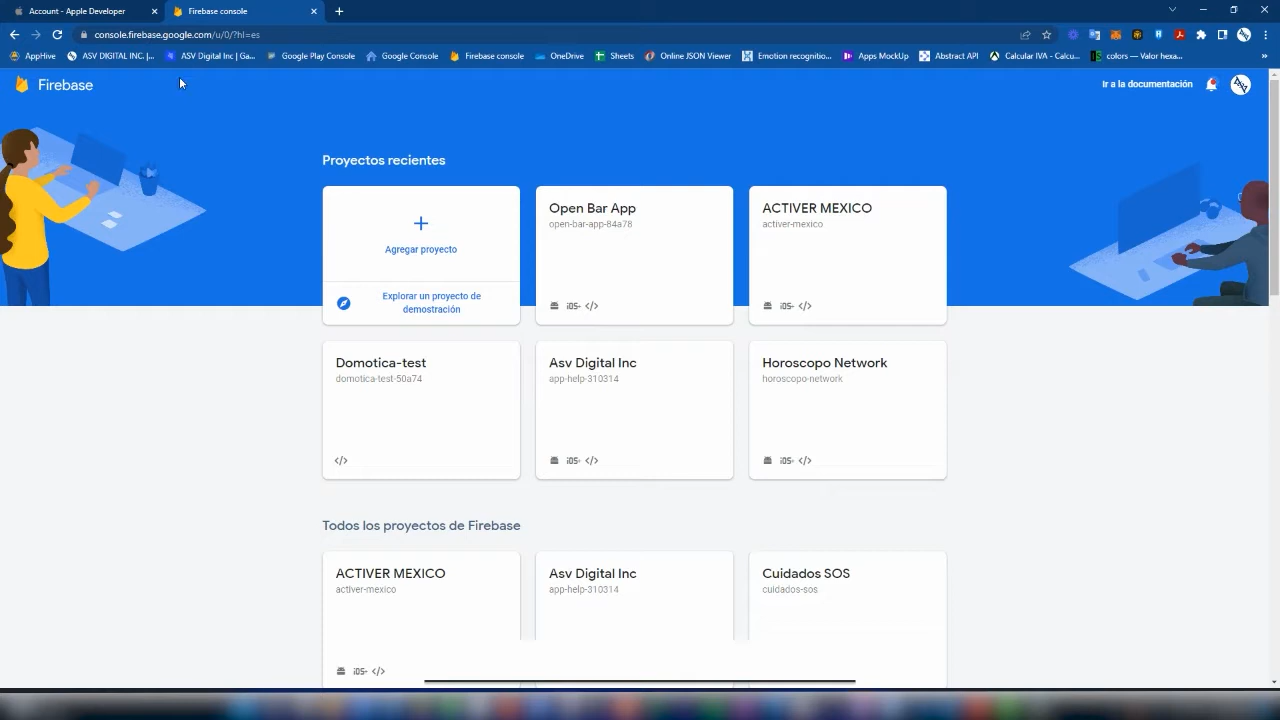 Account - Apple Developer
Firebase console
console.firebase.google.com/u/0/?hl=es
AppHive
ASV DIGITAL INC. |...
ASV Digital Inc | Ga...
Google Play Console
Google Console
Firebase console
OneDrive
Sheets
Online JSON Viewer
Emotion recognitio...
Apps MockUp
Abstract API
Calcular IVA - Calcu...
colors — Valor hexa...
Firebase
Ir a la documentación
Proyectos recientes
Agregar proyecto
Explorar un proyecto de
demostración
Open Bar App
open-bar-app-84a78
iOS+ </>
ACTIVER MEXICO
activer-mexico
iOS+ </>
Domotica-test
domotica-test-50a74
</>
Asv Digital Inc
app-help-310314
iOS+ </>
Horoscopo Network
horoscopo-network
iOS+ </>
Todos los proyectos de Firebase
ACTIVER MEXICO
activer-mexico
iOS+ </>
Asv Digital Inc
app-help-310314
Cuidados SOS
cuidados-sos